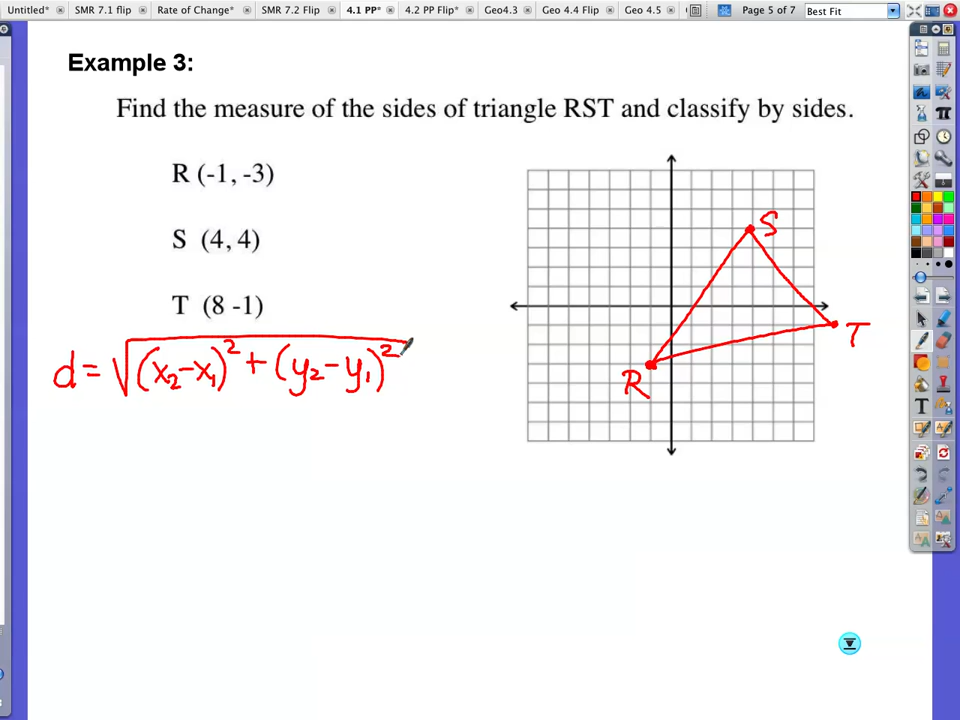 Untitled* SMR 7.1 flip Rate of Change* SMR 7.2 Flip 4.1 PP* 4.2 PP Flip* Geo4.3 Geo 4.4 Flip Geo 4.5 Page 5 of 7 Best Fit
Example 3:
Find the measure of the sides of triangle RST and classify by sides.
R (-1, -3)
S (4, 4)
T (8 -1)
d = √(x₂-x₁)² + (y₂-y₁)²
S
T
R